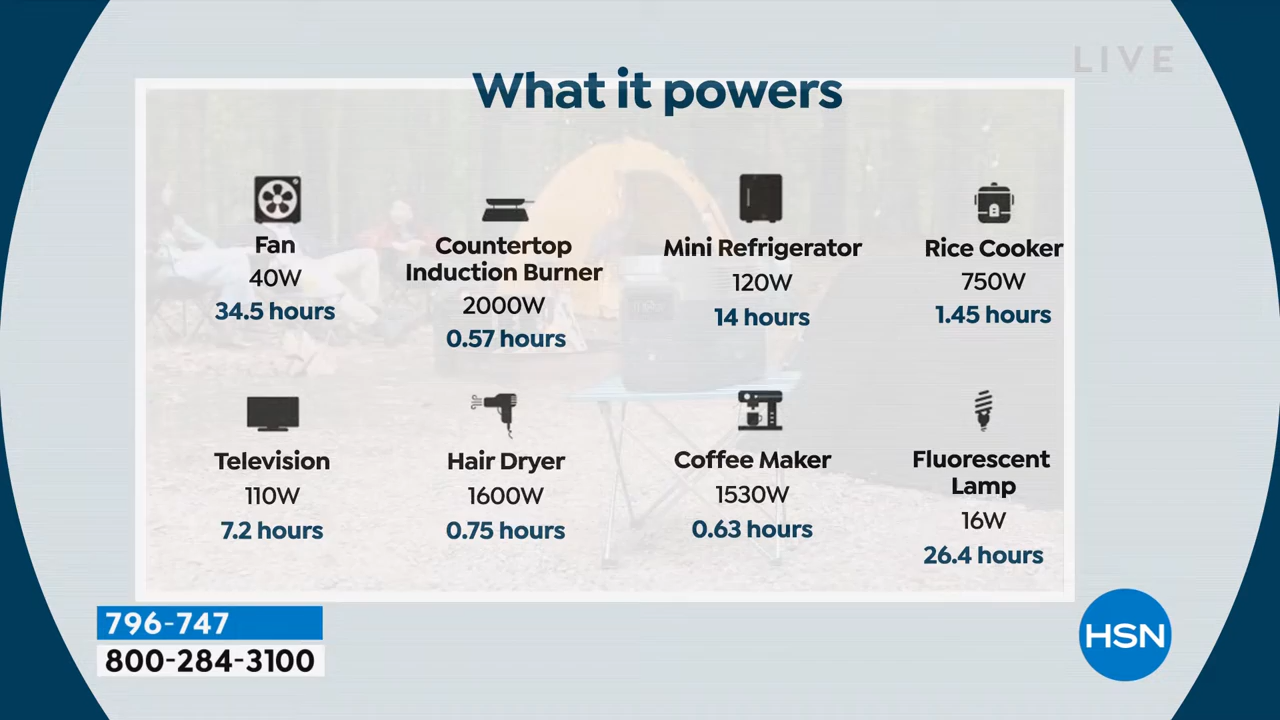 LIVE
What it powers
Fan
40W
34.5 hours
Countertop
Induction Burner
2000W
0.57 hours
Mini Refrigerator
120W
14 hours
Rice Cooker
750W
1.45 hours
Television
110W
7.2 hours
Hair Dryer
1600W
0.75 hours
Coffee Maker
1530W
0.63 hours
Fluorescent
Lamp
16W
26.4 hours
796-747
800-284-3100
HSN